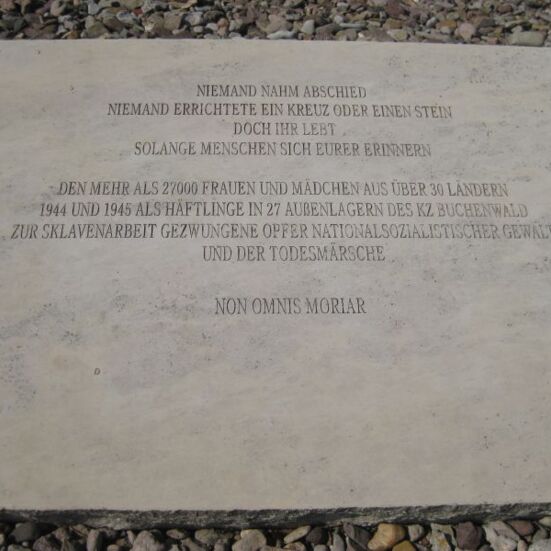 NIEMAND NAHM ABSCHIED
NIEMAND ERRICHTETE EIN KREUZ ODER EINEN STEIN
DOCH IHR LEBT
SOLANGE MENSCHEN SICH EURER ERINNERN
DEN MEHR ALS 27000 FRAUEN UND MÄDCHEN AUS ÜBER 30 LÄNDERN
1944 UND 1945 ALS HÄFTLINGE IN 27 AUßENLAGERN DES KZ BUCHENWALD
ZUR SKLAVENARBEIT GEZWUNGENE OPFER NATIONALSOZIALISTISCHER GEWALT
UND DER TODESMÄRSCHE
NON OMNIS MORIAR